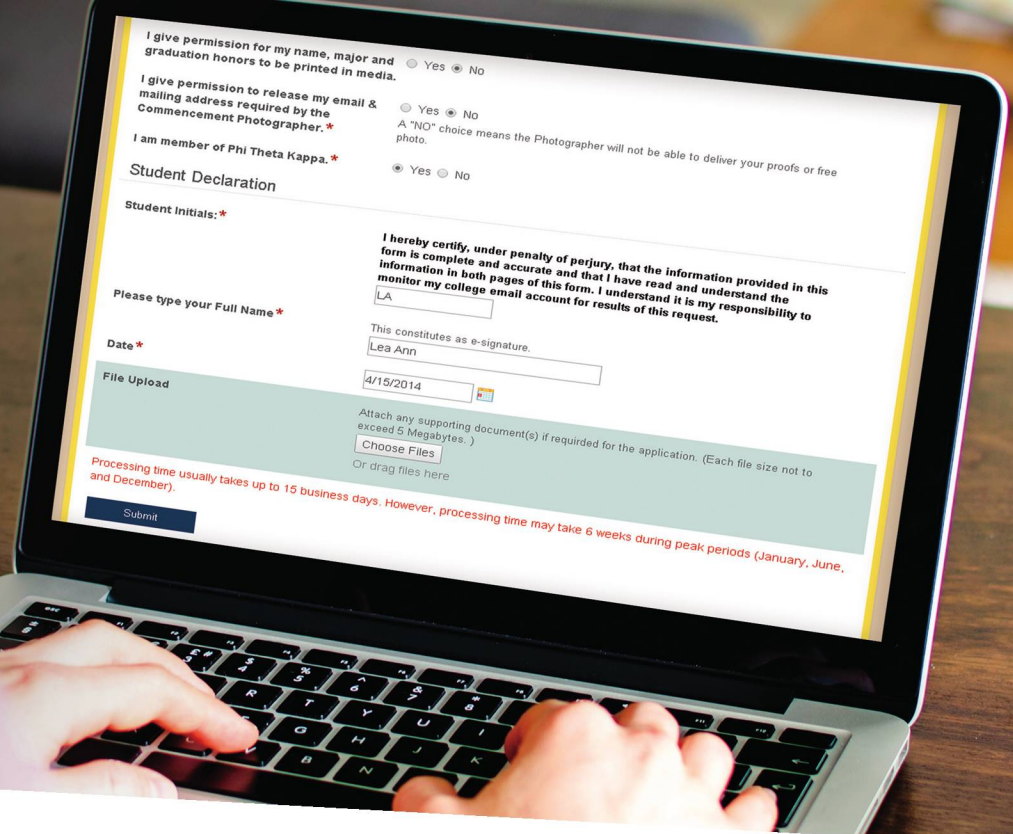 I give permission for my name, major and
graduation honors to be printed in media.
Yes No
I give permission to release my email &
mailing address required by the
Commencement Photographer.*
Yes No
A "NO" choice means the Photographer will not be able to deliver your proofs or free
photo.
I am member of Phi Theta Kappa.*
Yes No
Student Declaration
Student Initials:*
I hereby certify, under penalty of perjury, that the information provided in this
form is complete and accurate and that I have read and understand the
information in both pages of this form. I understand it is my responsibility to
monitor my college email account for results of this request.
LA
Please type your Full Name*
This constitutes as e-signature.
Lea Ann
Date*
4/15/2014
File Upload
Attach any supporting document(s) if requirded for the application. (Each file size not to
exceed 5 Megabytes. )
Choose Files
Or drag files here
Processing time usually takes up to 15 business days. However, processing time may take 6 weeks during peak periods (January, June,
and December).
Submit
esc
£ # $ % ^ & *
3 4 5 6 7 8
R T Y U I
G H J K
B N